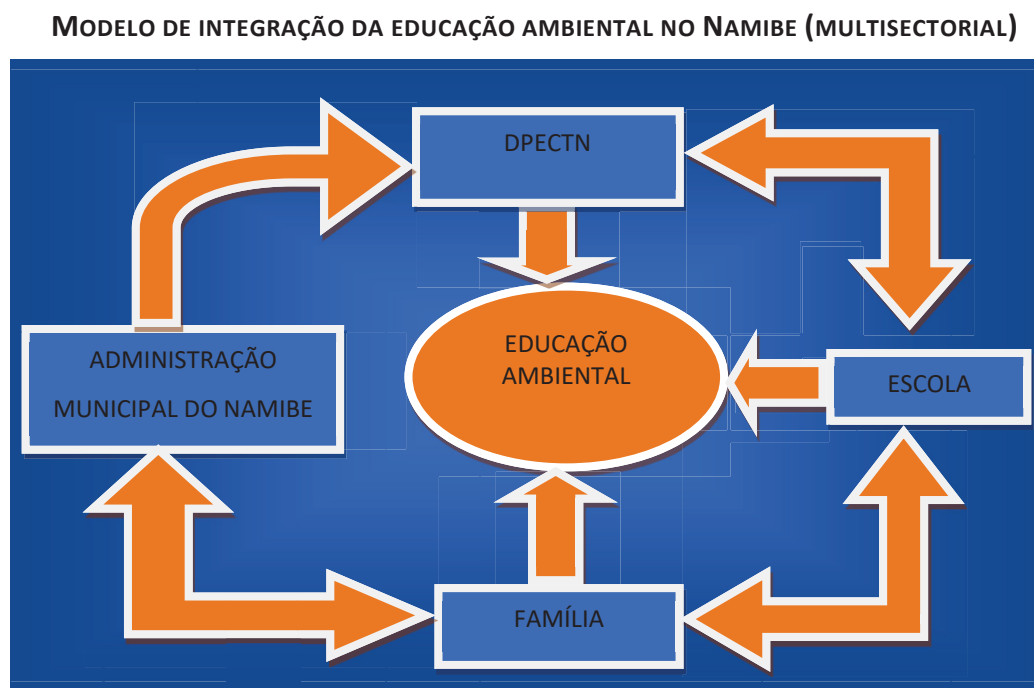 MODELO DE INTEGRAÇÃO DA EDUCAÇÃO AMBIENTAL NO NAMIBE (MULTISECTORIAL)
DPECTN
EDUCAÇÃO
AMBIENTAL
ADMINISTRAÇÃO
MUNICIPAL DO NAMIBE
ESCOLA
FAMÍLIA